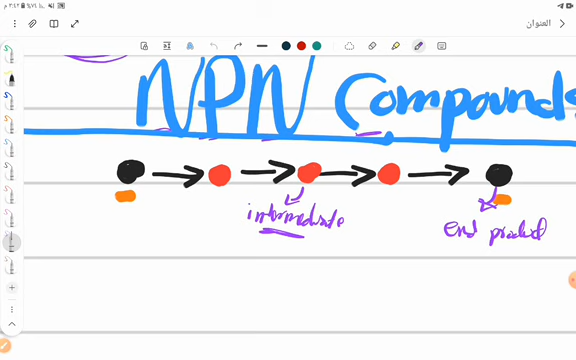 العنوان
NPN Compounds
intermediate
end product